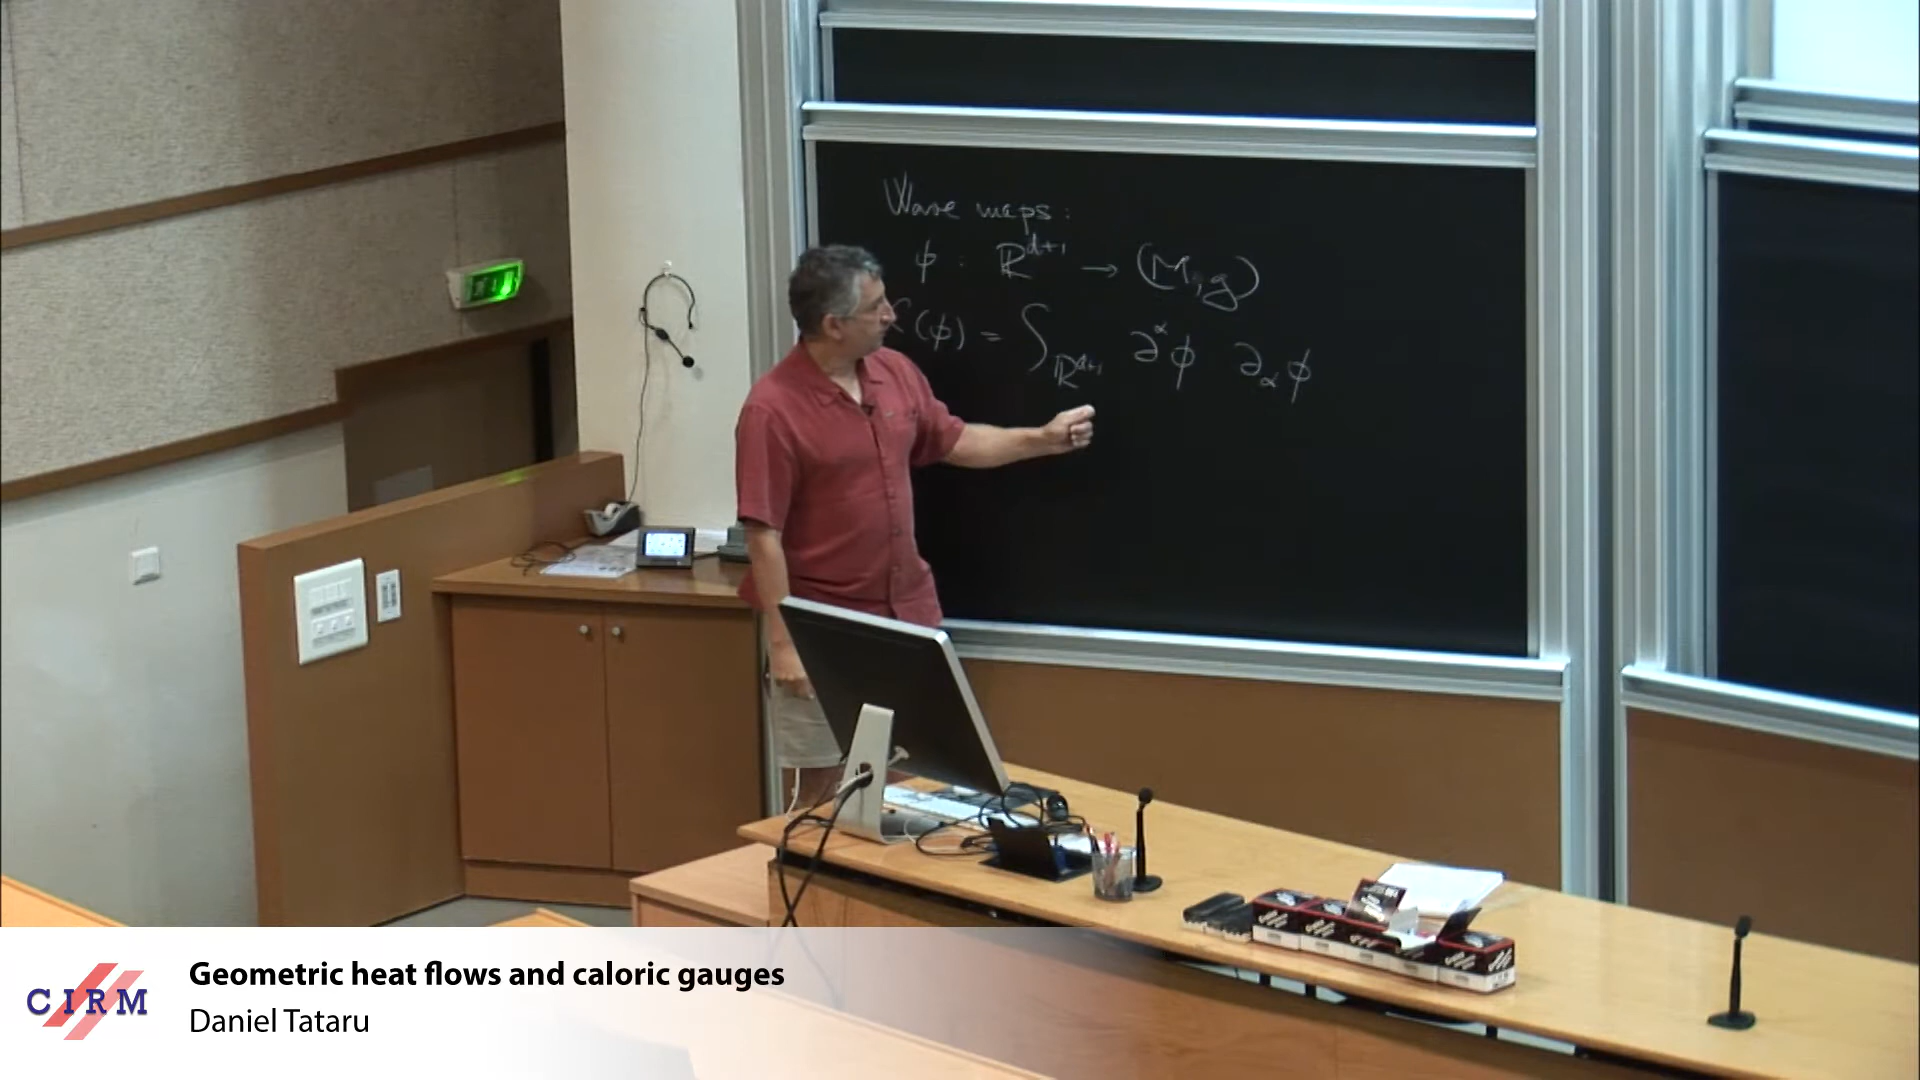 Wave maps:
ϕ : ℝ^{d+1} → (M, g)
(ϕ) = ∫_{ℝ^{d+1}} ∂^α ϕ ∂_α ϕ
CIRM
Geometric heat flows and caloric gauges
Daniel Tataru